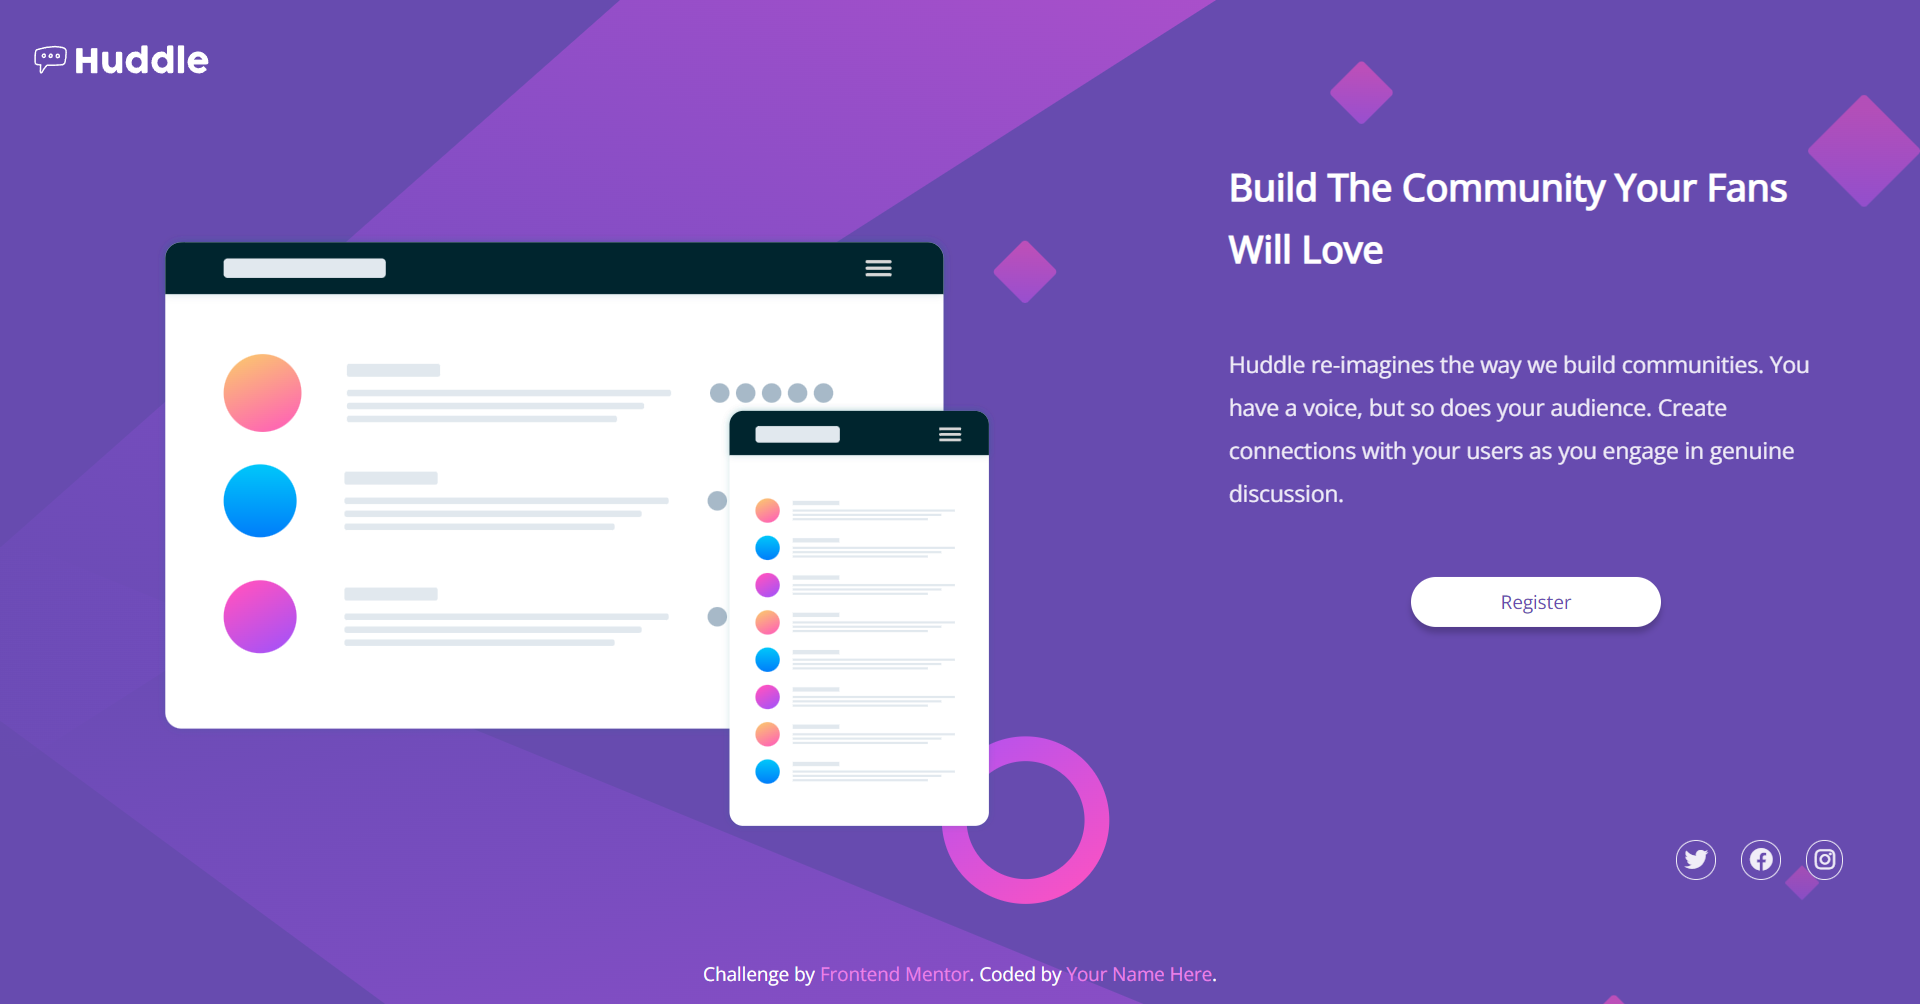 Huddle
Build The Community Your Fans
Will Love
Huddle re-imagines the way we build communities. You
have a voice, but so does your audience. Create
connections with your users as you engage in genuine
discussion.
Register
Challenge by Frontend Mentor. Coded by Your Name Here.